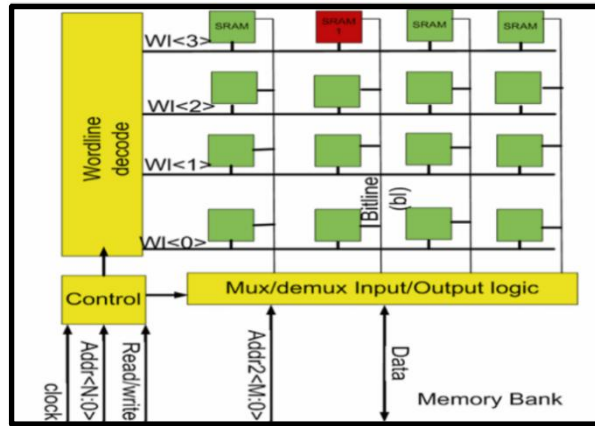 SRAM
SRAM
1
SRAM
SRAM
Wl<3>
Wl<2>
Wl<1>
Wl<0>
Wordline
decode
Bitline
(bl)
Control
Mux/demux Input/Output logic
clock
Addr<N:0>
Read/write
Addr2<M:0>
Data
Memory Bank